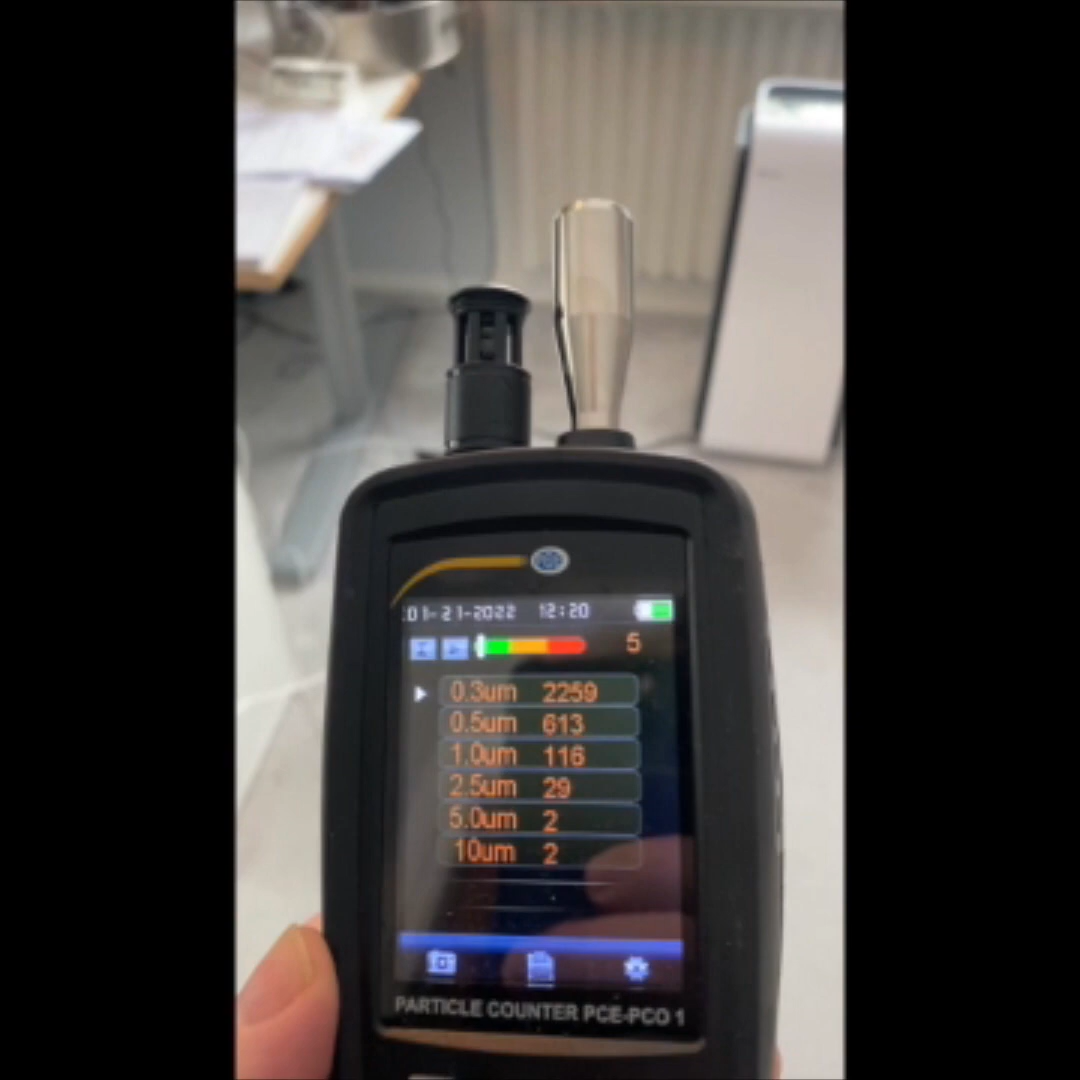 01-21-2022 12:20
5
0.3um 2259
0.5um 613
1.0um 116
2.5um 29
5.0um 2
10um 2
PARTICLE COUNTER PCE-PCO 1